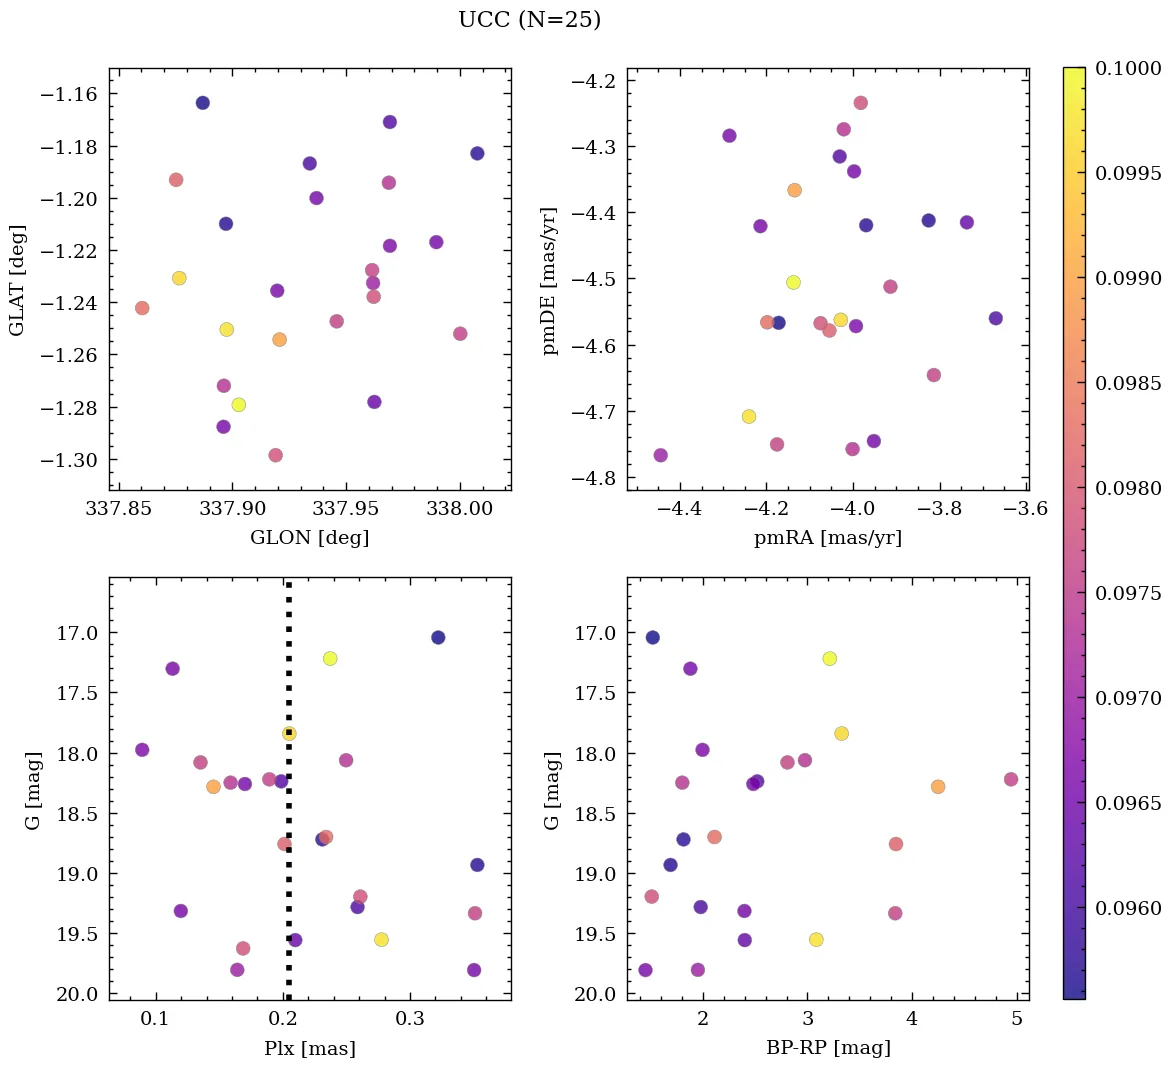 UCC (N=25)
−1.16
−1.18
−1.20
−1.22
−1.24
−1.26
−1.28
−1.30
GLAT [deg]
337.85 337.90 337.95 338.00
GLON [deg]
−4.2
−4.3
−4.4
−4.5
−4.6
−4.7
−4.8
pmDE [mas/yr]
−4.4 −4.2 −4.0 −3.8 −3.6
pmRA [mas/yr]
17.0
17.5
18.0
18.5
19.0
19.5
20.0
G [mag]
0.1 0.2 0.3
Plx [mas]
17.0
17.5
18.0
18.5
19.0
19.5
20.0
G [mag]
2 3 4 5
BP-RP [mag]
0.1000
0.0995
0.0990
0.0985
0.0980
0.0975
0.0970
0.0965
0.0960